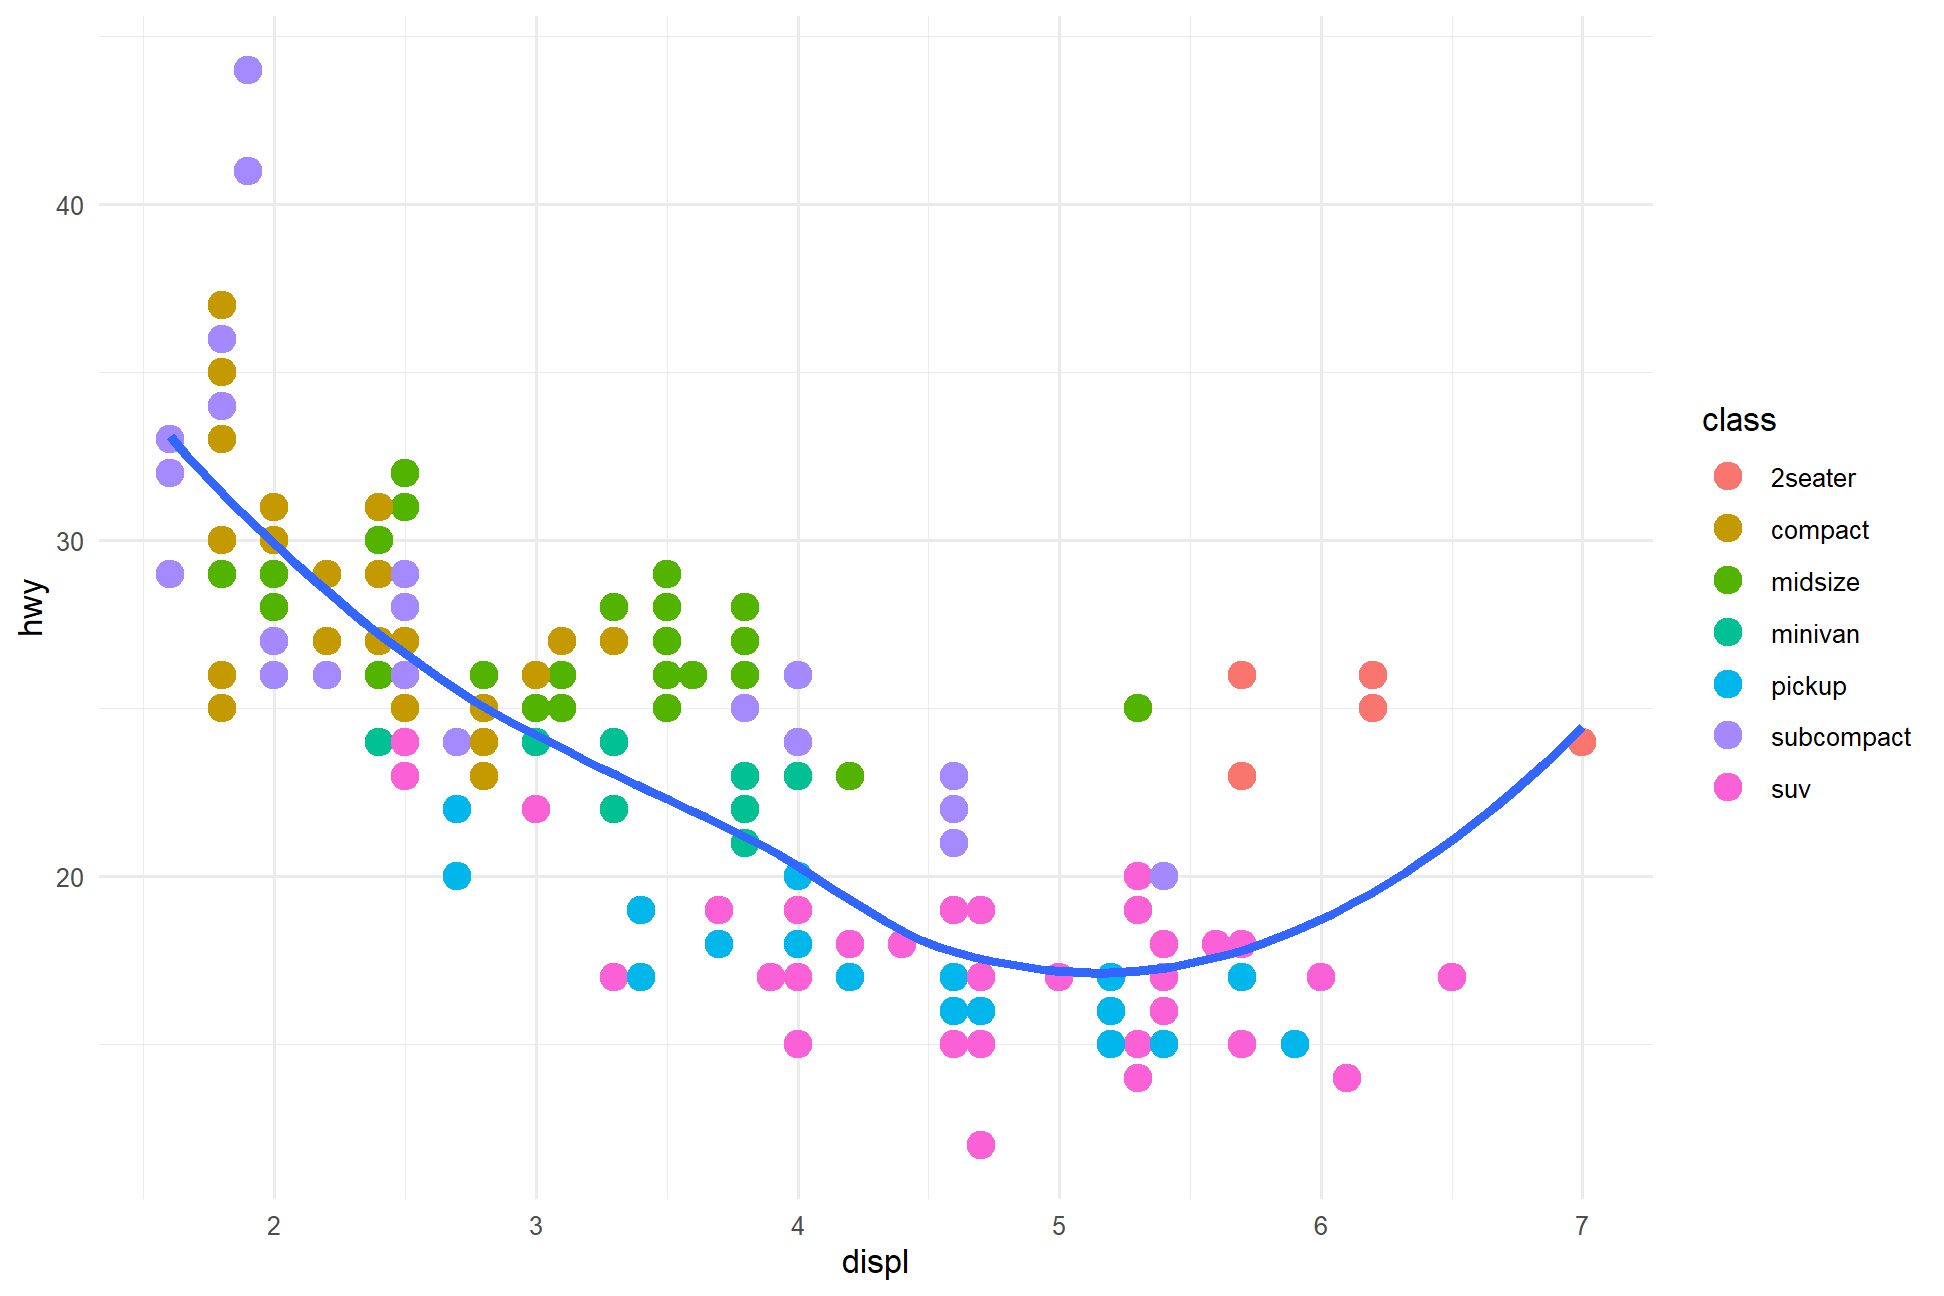 40
30
20
hwy
2
3
4
5
6
7
displ
class
2seater
compact
midsize
minivan
pickup
subcompact
suv